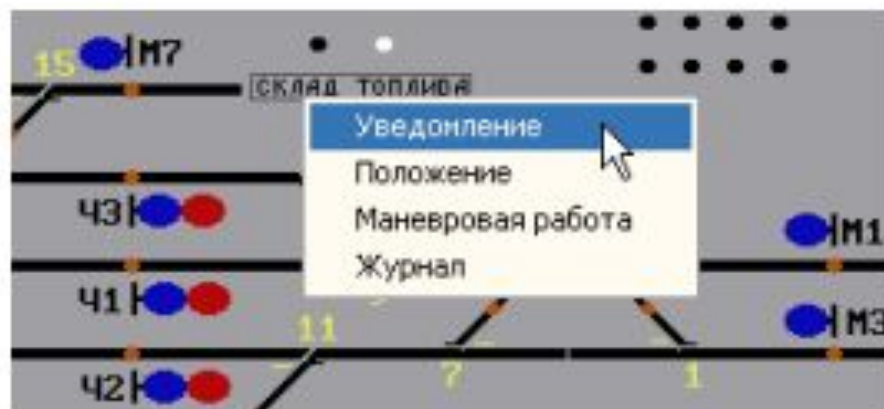 15 М7
СКЛАД ТОПЛИВА
Уведомление
Положение
Ч3
Маневровая работа
М1
Журнал
Ч1
11
М3
7
1
Ч2